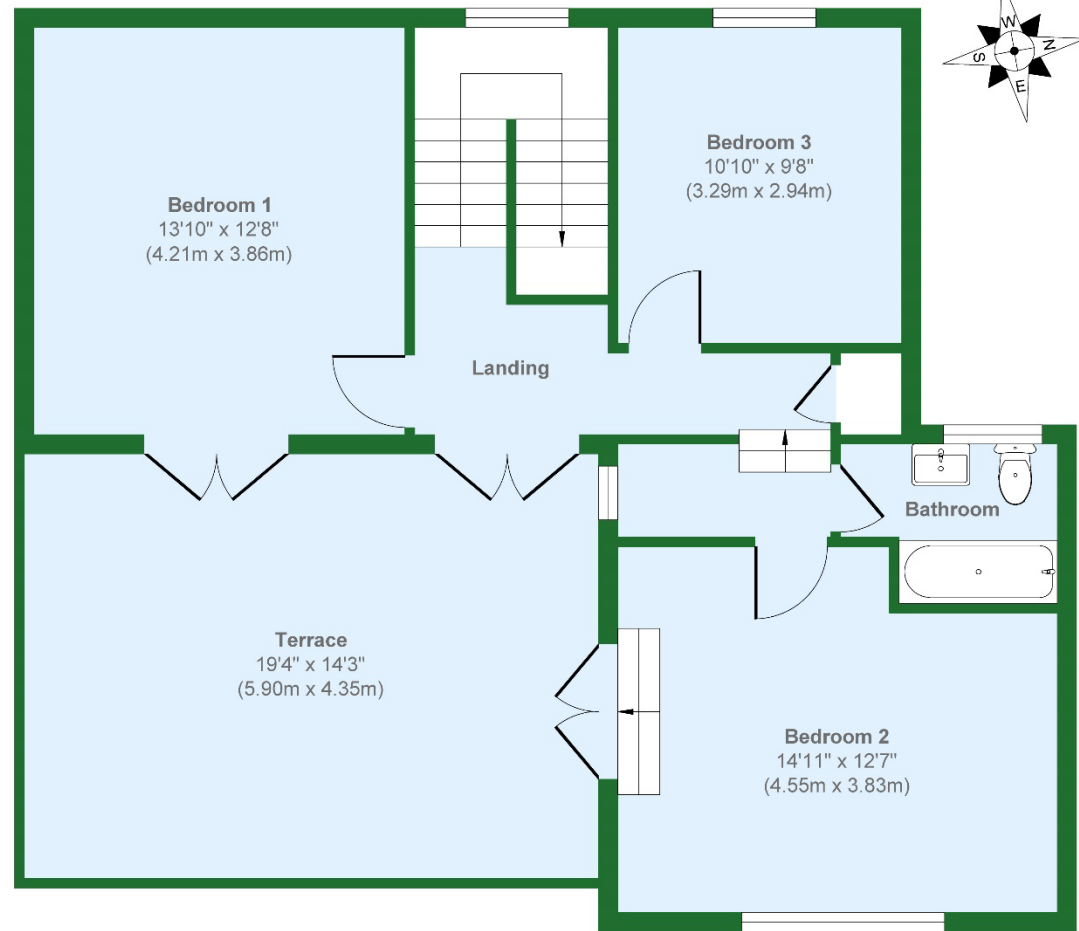 W
N
S
E
Bedroom 3
10'10" x 9'8"
(3.29m x 2.94m)
Bedroom 1
13'10" x 12'8"
(4.21m x 3.86m)
Landing
Bathroom
Terrace
19'4" x 14'3"
(5.90m x 4.35m)
Bedroom 2
14'11" x 12'7"
(4.55m x 3.83m)